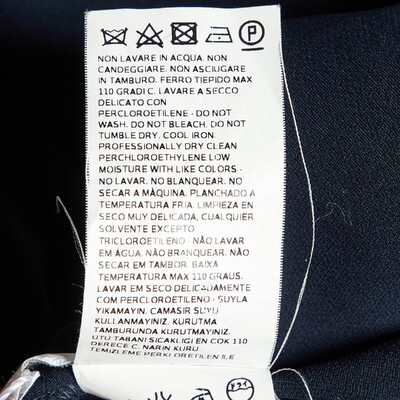 P
NON LAVARE IN ACQUA. NON
CANDEGGIARE. NON ASCIUGARE
IN TAMBURO. FERRO TIEPIDO MAX
110 GRADI C. LAVARE A SECCO
DELICATO CON
PERCLOROETILENE - DO NOT
WASH. DO NOT BLEACH. DO NOT
TUMBLE DRY. COOL IRON.
PROFESSIONALLY DRY CLEAN
PERCHLOROETHYLENE LOW
MOISTURE WITH LIKE COLORS -
NO LAVAR. NO BLANQUEAR. NO
SECAR A MÁQUINA. PLANCHADO A
TEMPERATURA FRIA. LIMPIEZA EN
SECO MUY DELICADA, CUALQUIER
SOLVENTE EXCEPTO
TRICLOROETILENO - NÃO LAVAR
EM ÁGUA. NÃO BRANQUEAR. NÃO
SECAR EM TAMBOR. BAIXA
TEMPERATURA MAX 110 GRAUS.
LAVAR EM SECO DELICADAMENTE
COM PERCLOROETILENO - SUYLA
YIKAMAYIN. CAMASIR SUYU
KULLANMAYINIZ. KURUTMA
TAMBURUNDA KURUTMAYINIZ.
UTU TABANI SICAKLIGI EN COK 110
DERECE C. NARIN KURU
TEMIZLEME PERKLOROETILEN ILE
ドライ